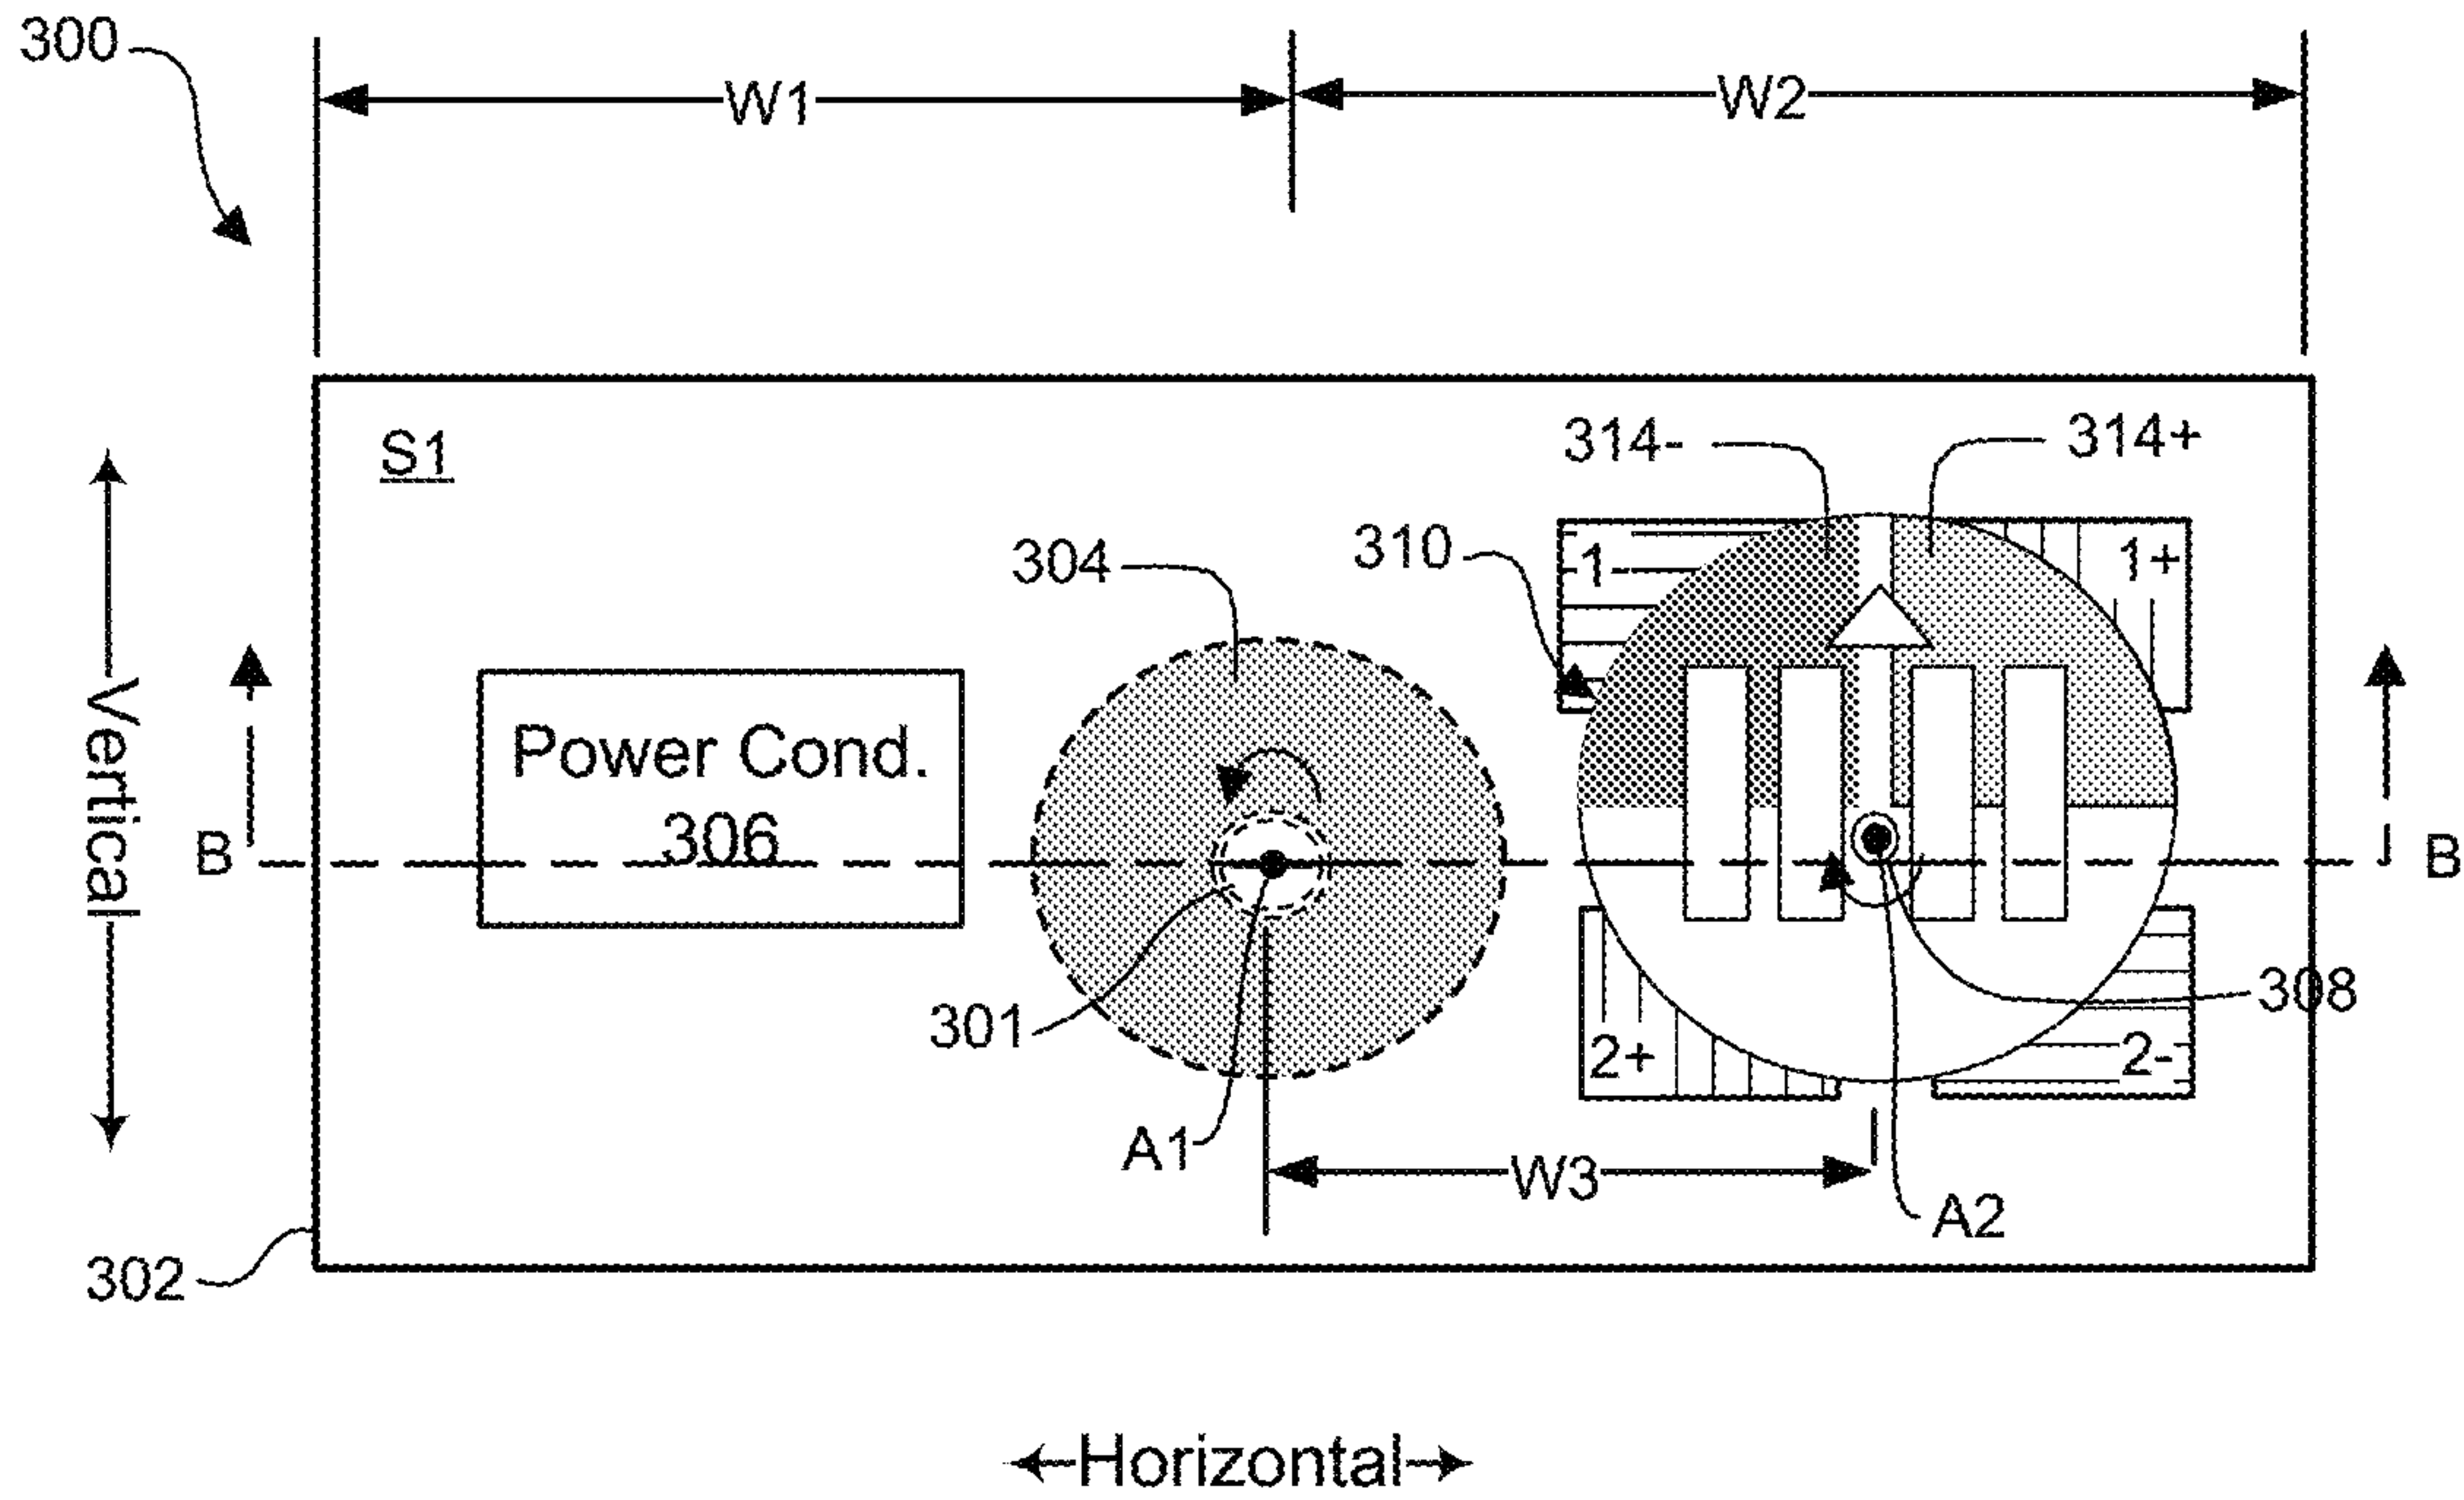 300
W1
W2
S1
314-
314+
310
1-
1+
304
Vertical
Power Cond.
306
B
B
301
308
2+
2-
A1
W3
A2
302
Horizontal